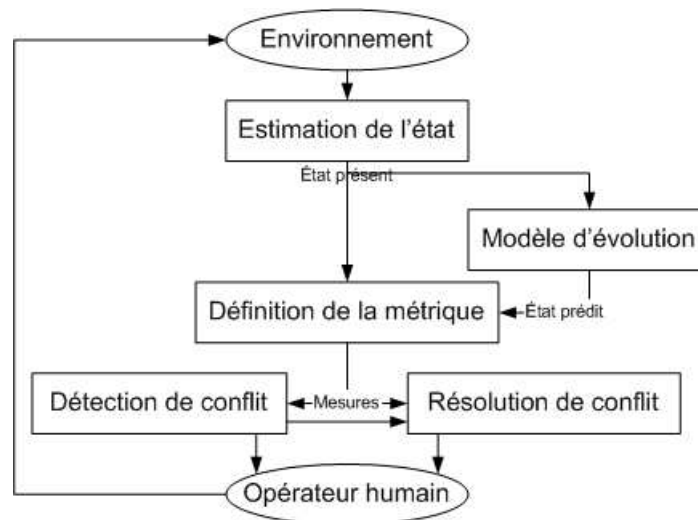 Environnement
Estimation de l'état
État présent
Modèle d'évolution
Définition de la métrique
État prédit
Détection de conflit
Mesures
Résolution de conflit
Opérateur humain